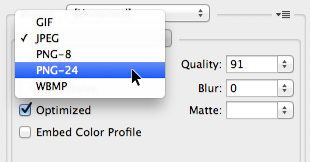 GIF
✓ JPEG
PNG-8
PNG-24
WBMP
Quality: 91
Blur: 0
Optimized
Matte:
Embed Color Profile